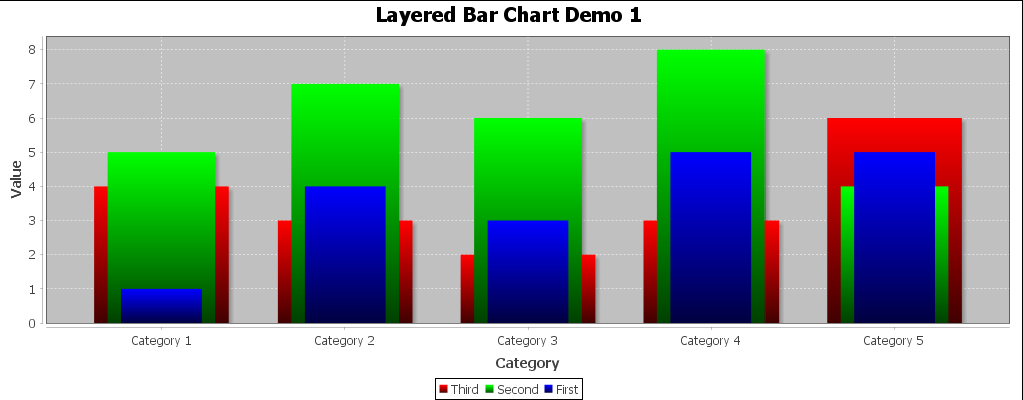 Layered Bar Chart Demo 1
Value
8
7
6
5
4
3
2
1
0
Category 1 Category 2 Category 3 Category 4 Category 5
Category
Third Second First